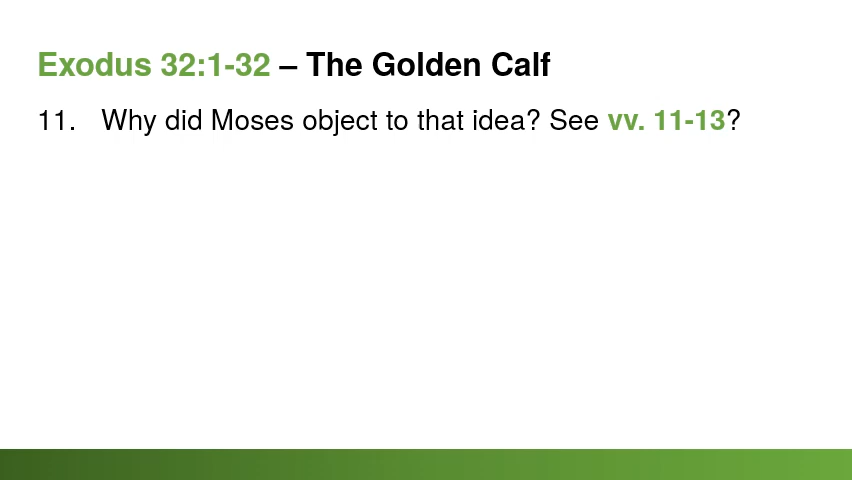 Exodus 32:1-32 – The Golden Calf
11. Why did Moses object to that idea? See vv. 11-13?